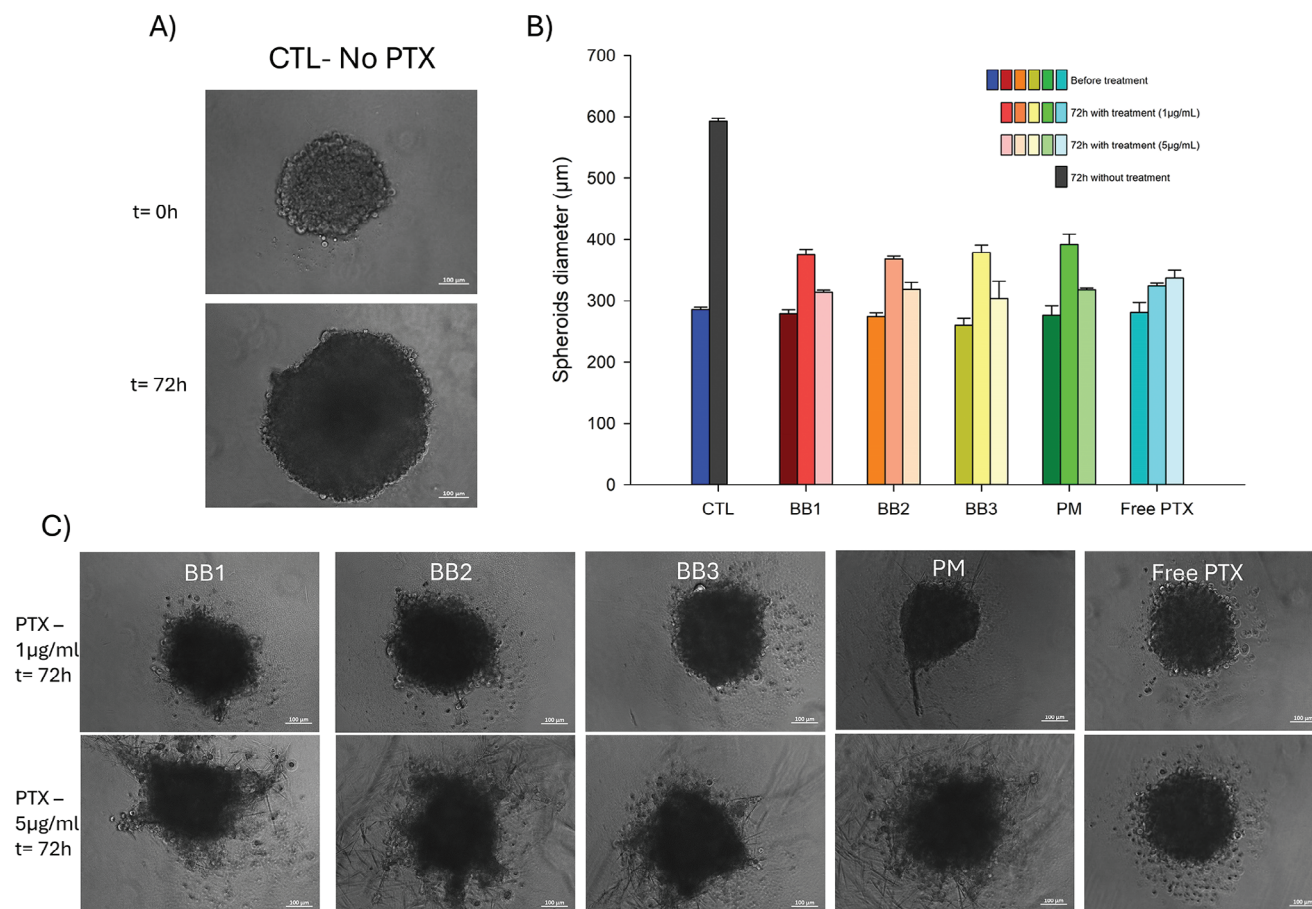 A)
CTL- No PTX
t= 0h
100 µm
t= 72h
100 µm
B)
Spheroids diameter (µm)
700
600
500
400
300
200
100
0
Before treatment
72h with treatment (1µg/mL)
72h with treatment (5µg/mL)
72h without treatment
CTL BB1 BB2 BB3 PM Free PTX
C)
BB1 BB2 BB3 PM Free PTX
PTX –
1µg/ml
t= 72h
100 µm 100 µm 100 µm 100 µm 100 µm
PTX –
5µg/ml
t= 72h
100 µm 100 µm 100 µm 100 µm 100 µm